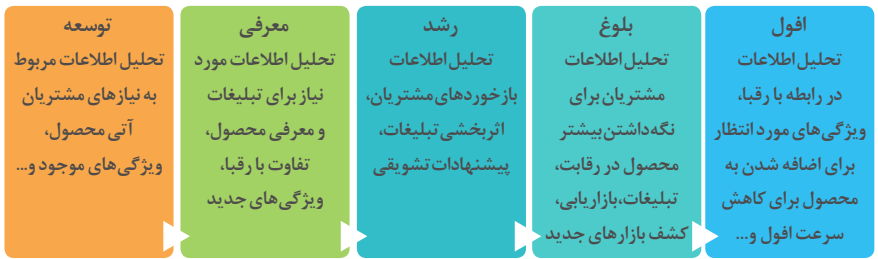 توسعه
تحلیل اطلاعات مربوط
به نیازهای مشتریان
آتی محصول،
ویژگی‌های موجود و...
معرفی
تحلیل اطلاعات مورد
نیاز برای تبلیغات
و معرفی محصول،
تفاوت با رقبا،
ویژگی‌های جدید
رشد
تحلیل اطلاعات
بازخوردهای مشتریان،
اثربخشی تبلیغات،
پیشنهادات تشویقی
بلوغ
تحلیل اطلاعات
مشتریان برای
نگه‌داشتن بیشتر
محصول در رقابت،
تبلیغات، بازاریابی،
کشف بازارهای جدید
افول
تحلیل اطلاعات
در رابطه با رقبا،
ویژگی‌های مورد انتظار
برای اضافه شدن به
محصول برای کاهش
سرعت افول و...